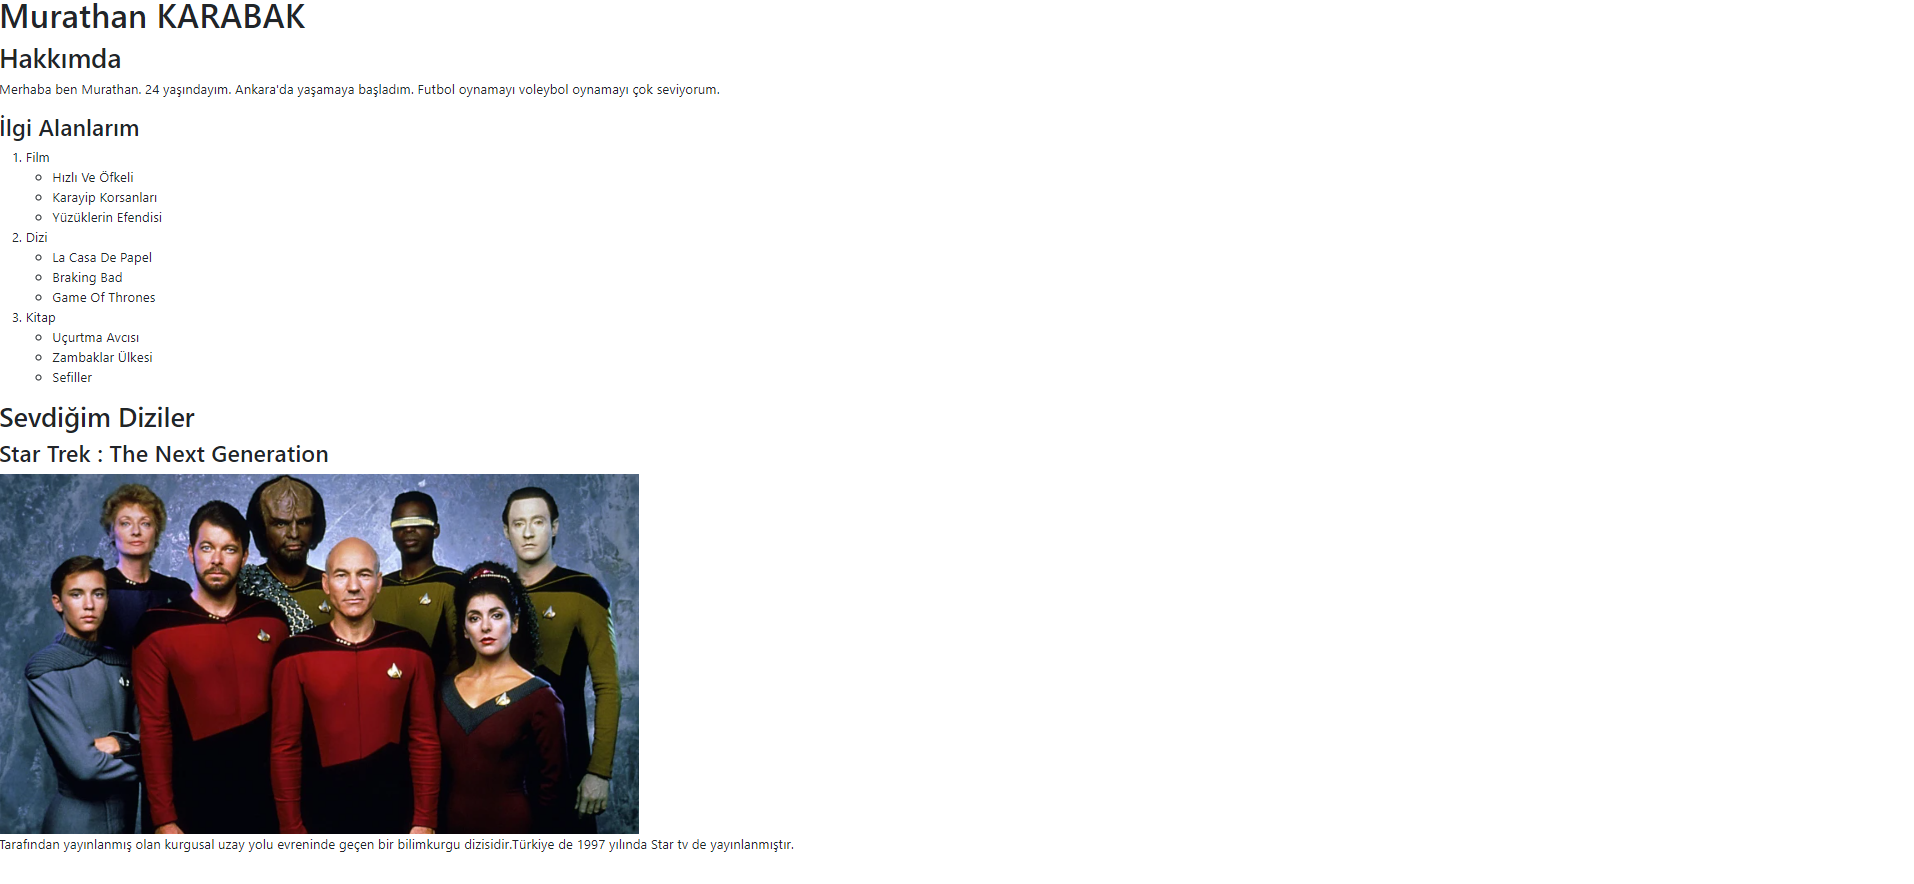 Murathan KARABAK
Hakkımda
Merhaba ben Murathan. 24 yaşındayım. Ankara'da yaşamaya başladım. Futbol oynamayı voleybol oynamayı çok seviyorum.
İlgi Alanlarım
1. Film
Hızlı Ve Öfkeli
Karayip Korsanları
Yüzüklerin Efendisi
2. Dizi
La Casa De Papel
Braking Bad
Game Of Thrones
3. Kitap
Uçurtma Avcısı
Zambaklar Ülkesi
Sefiller
Sevdiğim Diziler
Star Trek : The Next Generation
Tarafından yayınlanmış olan kurgusal uzay yolu evreninde geçen bir bilimkurgu dizisidir.Türkiye de 1997 yılında Star tv de yayınlanmıştır.